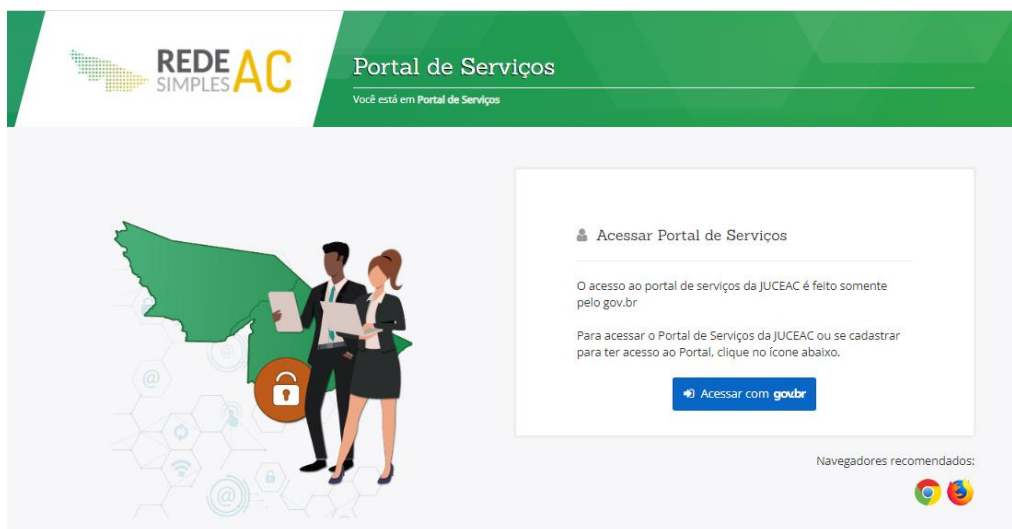 REDE AC
SIMPLES
Portal de Serviços
Você está em Portal de Serviços
Acessar Portal de Serviços
O acesso ao portal de serviços da JUCEAC é feito somente
pelo gov.br
Para acessar o Portal de Serviços da JUCEAC ou se cadastrar
para ter acesso ao Portal, clique no ícone abaixo.
Acessar com gov.br
Navegadores recomendados: